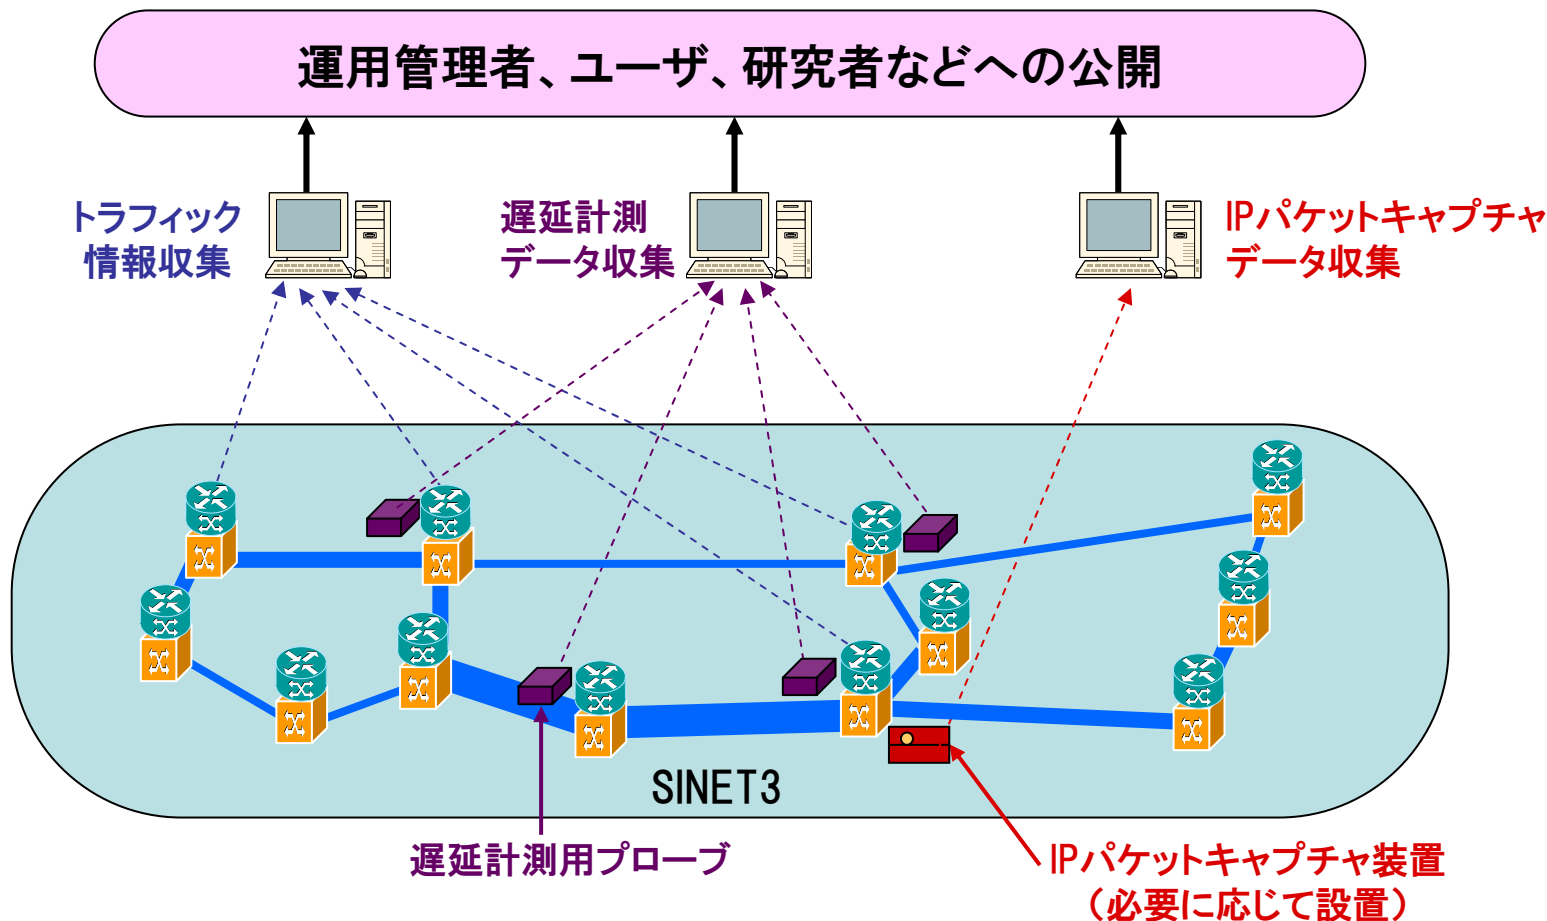 運用管理者、ユーザ、研究者などへの公開
トラフィック
情報収集
遅延計測
データ収集
IPパケットキャプチャ
データ収集
SINET3
遅延計測用プローブ
IPパケットキャプチャ装置
（必要に応じて設置）